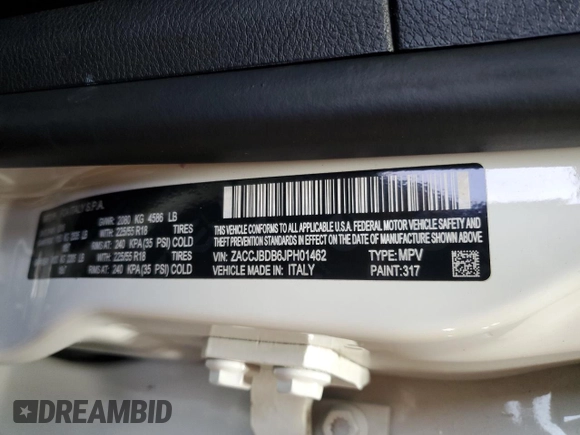 S.P.A.
GVWR: 2080 KG 4586 LB
WITH: 225/55 R18 TIRES
RIMS AT: 240 KPA(35 PSI) COLD
WITH: 225/55 R18 TIRES
RIMS AT: 240 KPA(35 PSI) COLD
THIS VEHICLE CONFORMS TO ALL
APPLICABLE U.S.A. FEDERAL MOTOR VEHICLE SAFETY AND
THEFT PREVENTION STANDARDS IN EFFECT ON THE DATE OF
MANUFACTURE SHOWN ABOVE.
VIN: ZACCJBDB6JPH01462 TYPE: MPV
VEHICLE MADE IN: ITALY PAINT: 317
DREAMBID